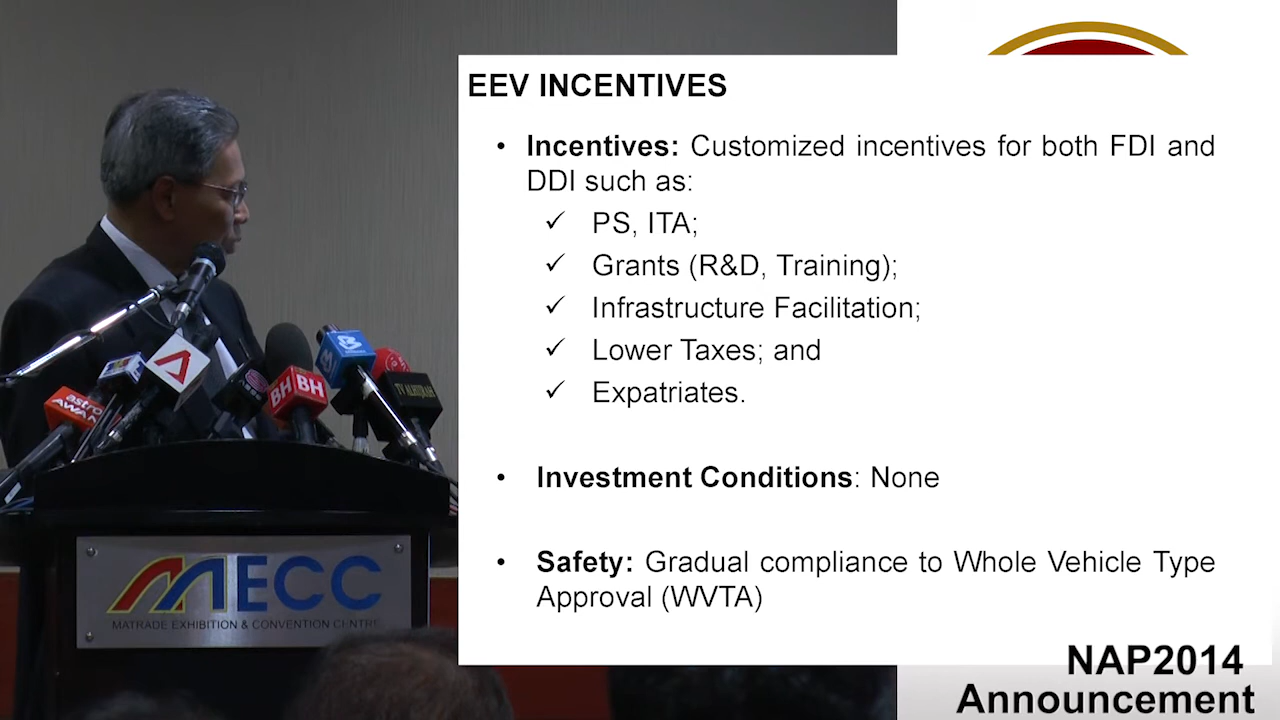 EEV INCENTIVES
• Incentives: Customized incentives for both FDI and
DDI such as:
✓ PS, ITA;
✓ Grants (R&D, Training);
✓ Infrastructure Facilitation;
✓ Lower Taxes; and
✓ Expatriates.
• Investment Conditions: None
• Safety: Gradual compliance to Whole Vehicle Type
Approval (WVTA)
NAP2014
Announcement
astro
AWANI
BH BH
TV ALHIJRAH
MECC
MATRADE EXHIBITION & CONVENTION CENTRE